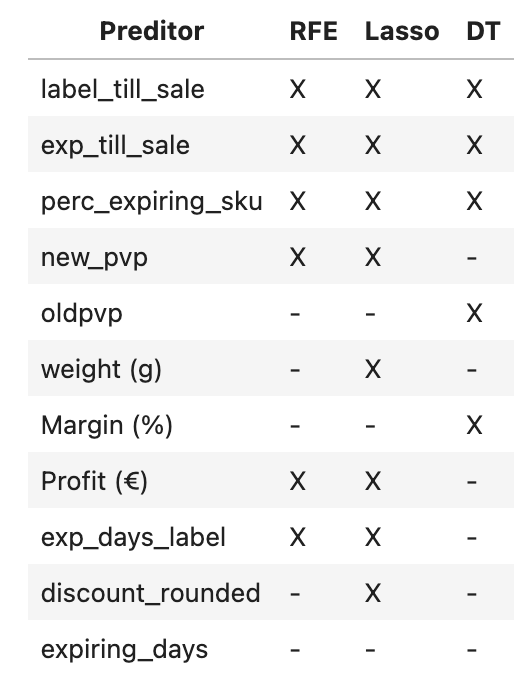 Preditor RFE Lasso DT
label_till_sale X X X
exp_till_sale X X X
perc_expiring_sku X X X
new_pvp X X -
oldpvp - - X
weight (g) - X -
Margin (%) - - X
Profit (€) X X -
exp_days_label X X -
discount_rounded - X -
expiring_days - - -